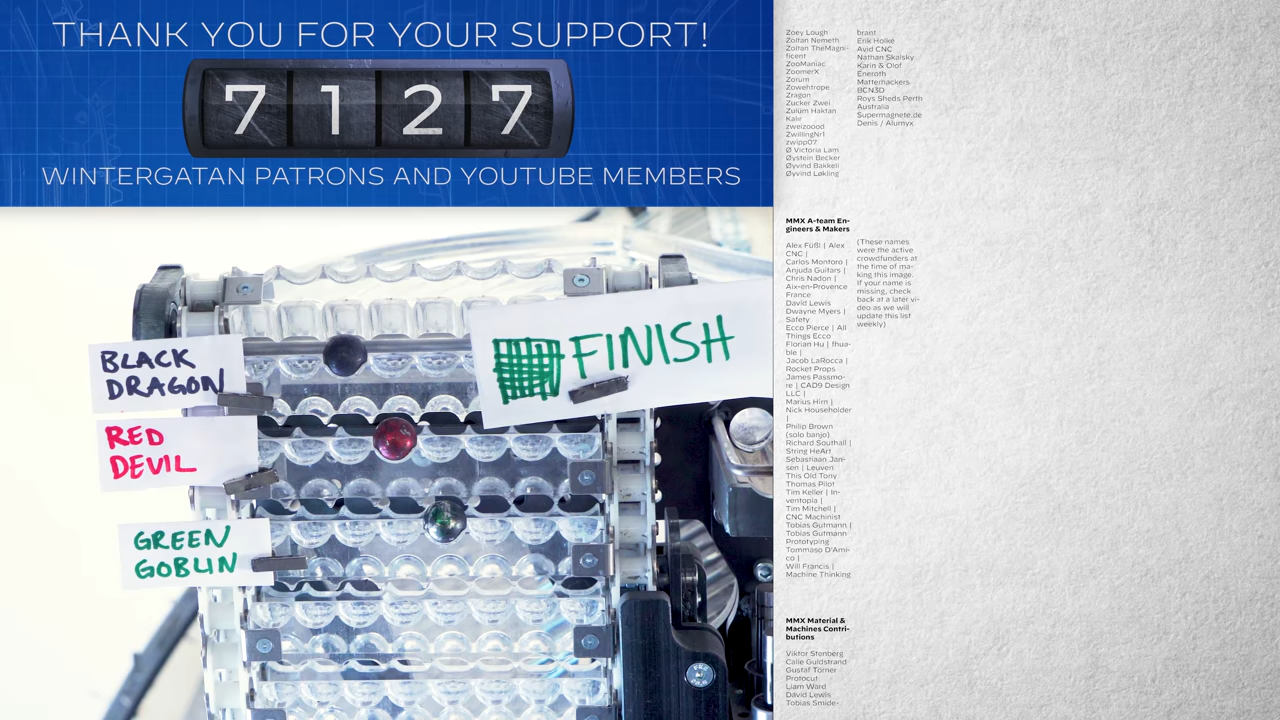 THANK YOU FOR YOUR SUPPORT!
7127
WINTERGATAN PATRONS AND YOUTUBE MEMBERS
BLACK
DRAGON
RED
DEVIL
GREEN
GOBLIN
FINISH
Zoey Lough
Zoltan Nemeth
Zoltan TheMagni-
ficent
ZooManiac
ZoomerX
Zorum
Zowehtrope
Zragon
Zucker Zwei
Zulüm Haktan
Kalır
zweizoood
ZwillingNr1
zwipp07
Ø Victoria Lam
Øystein Becker
Øyvind Bakkeli
Øyvind Løkling
MMX A-team En-
gineers & Makers
Alex Füßl | Alex
CNC |
Carlos Montoro |
Anjuda Guitars |
Chris Nadon |
Aix-en-Provence
France
David Lewis
Dwayne Myers |
Safety
Ecco Pierce | All
Things Ecco
Florian Hu | fhua-
ble |
Jacob LaRocca |
Rocket Props
James Passmo-
re | CAD9 Design
LLC |
Marius Hirn |
Nick Householder
|
Philip Brown
(solo banjo)
Richard Southall |
String HeArt
Sebastiaan Jan-
sen | Leuven
This Old Tony
Thomas Pilot
Tim Keller | In-
ventopia |
Tim Mitchell |
CNC Machinist
Tobias Gutmann |
Tobias Gutmann
Prototyping
Tommaso D'Ami-
co |
Will Francis |
Machine Thinking
MMX Material &
Machines Contri-
butions
Viktor Stenberg
Calle Guldstrand
Gustaf Törner
Protocut
Liam Ward
David Lewis
Tobias Smide-
brant
Erik Holke
Avid CNC
Nathan Skalsky
Karin & Olof
Eneroth
Matterhackers
BCN3D
Roys Sheds Perth
Australia
Supermagnete.de
Denis / Alumyx
(These names
were the active
crowdfunders at
the time of ma-
king this image.
If your name is
missing, check
back at a later vi-
deo as we will
update this list
weekly)